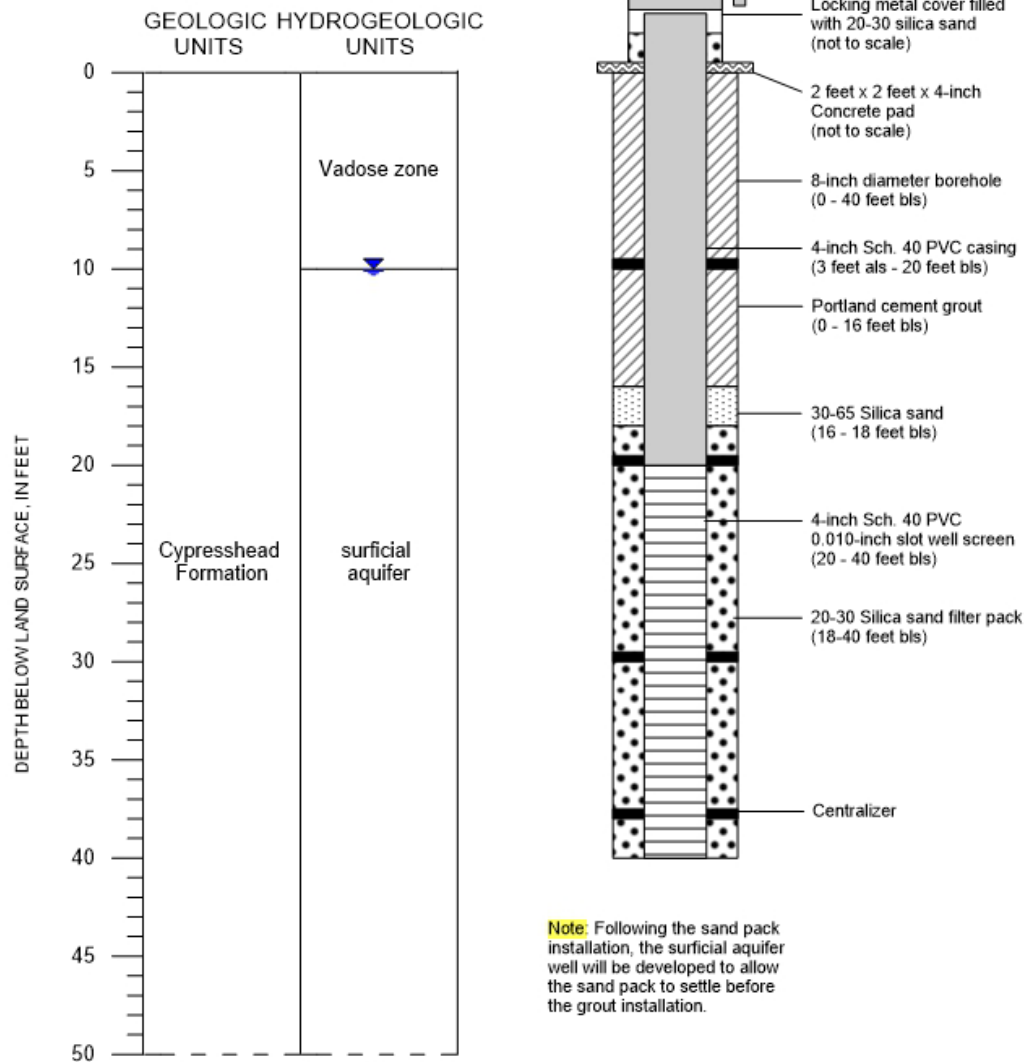 GEOLOGIC HYDROGEOLOGIC
UNITS UNITS
0
5
10
15
20
25
30
35
40
45
50
DEPTH BELOW LAND SURFACE, IN FEET
Vadose zone
Cypresshead
Formation
surficial
aquifer
Locking metal cover filled
with 20-30 silica sand
(not to scale)
2 feet x 2 feet x 4-inch
Concrete pad
(not to scale)
8-inch diameter borehole
(0 - 40 feet bls)
4-inch Sch. 40 PVC casing
(3 feet als - 20 feet bls)
Portland cement grout
(0 - 16 feet bls)
30-65 Silica sand
(16 - 18 feet bls)
4-inch Sch. 40 PVC
0.010-inch slot well screen
(20 - 40 feet bls)
20-30 Silica sand filter pack
(18-40 feet bls)
Centralizer
Note: Following the sand pack
installation, the surficial aquifer
well will be developed to allow
the sand pack to settle before
the grout installation.